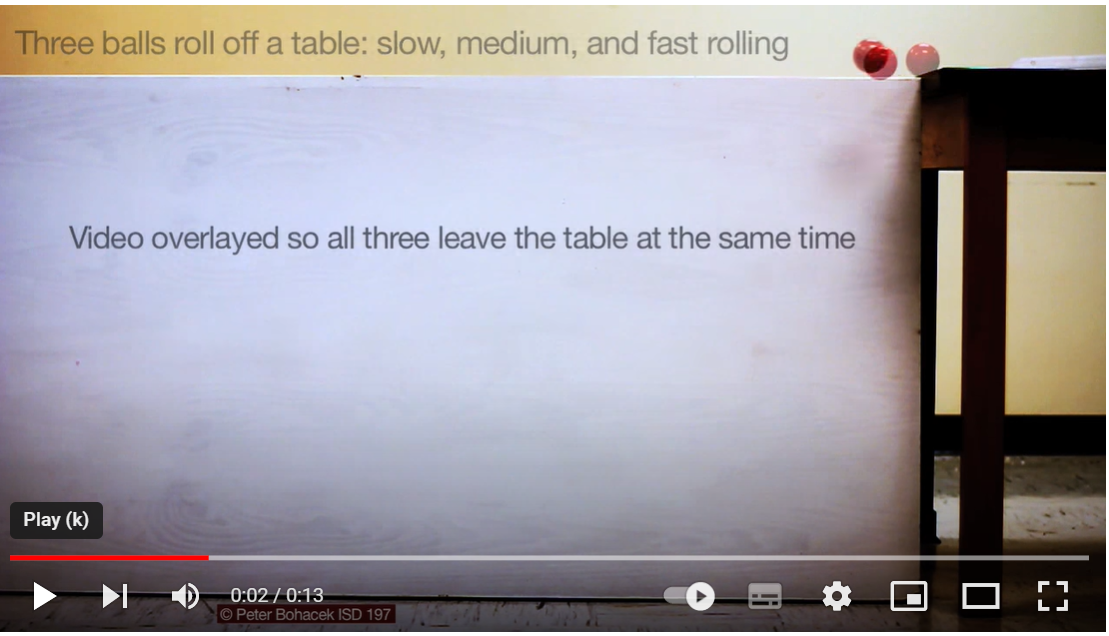 Three balls roll off a table: slow, medium, and fast rolling
Video overlayed so all three leave the table at the same time
Play (k)
0:02 / 0:13
© Peter Bohacek ISD 197